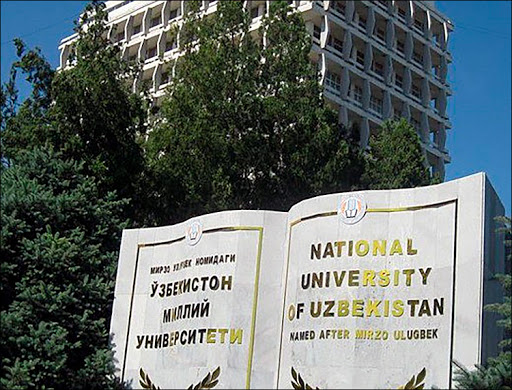 МИРЗО УЛУҒБЕК НОМИДАГИ
ЎЗБЕКИСТОН
МИЛЛИЙ
УНИВЕРСИТЕТИ
NATIONAL
UNIVERSITY
OF UZBEKISTAN
NAMED AFTER MIRZO ULUGBEK